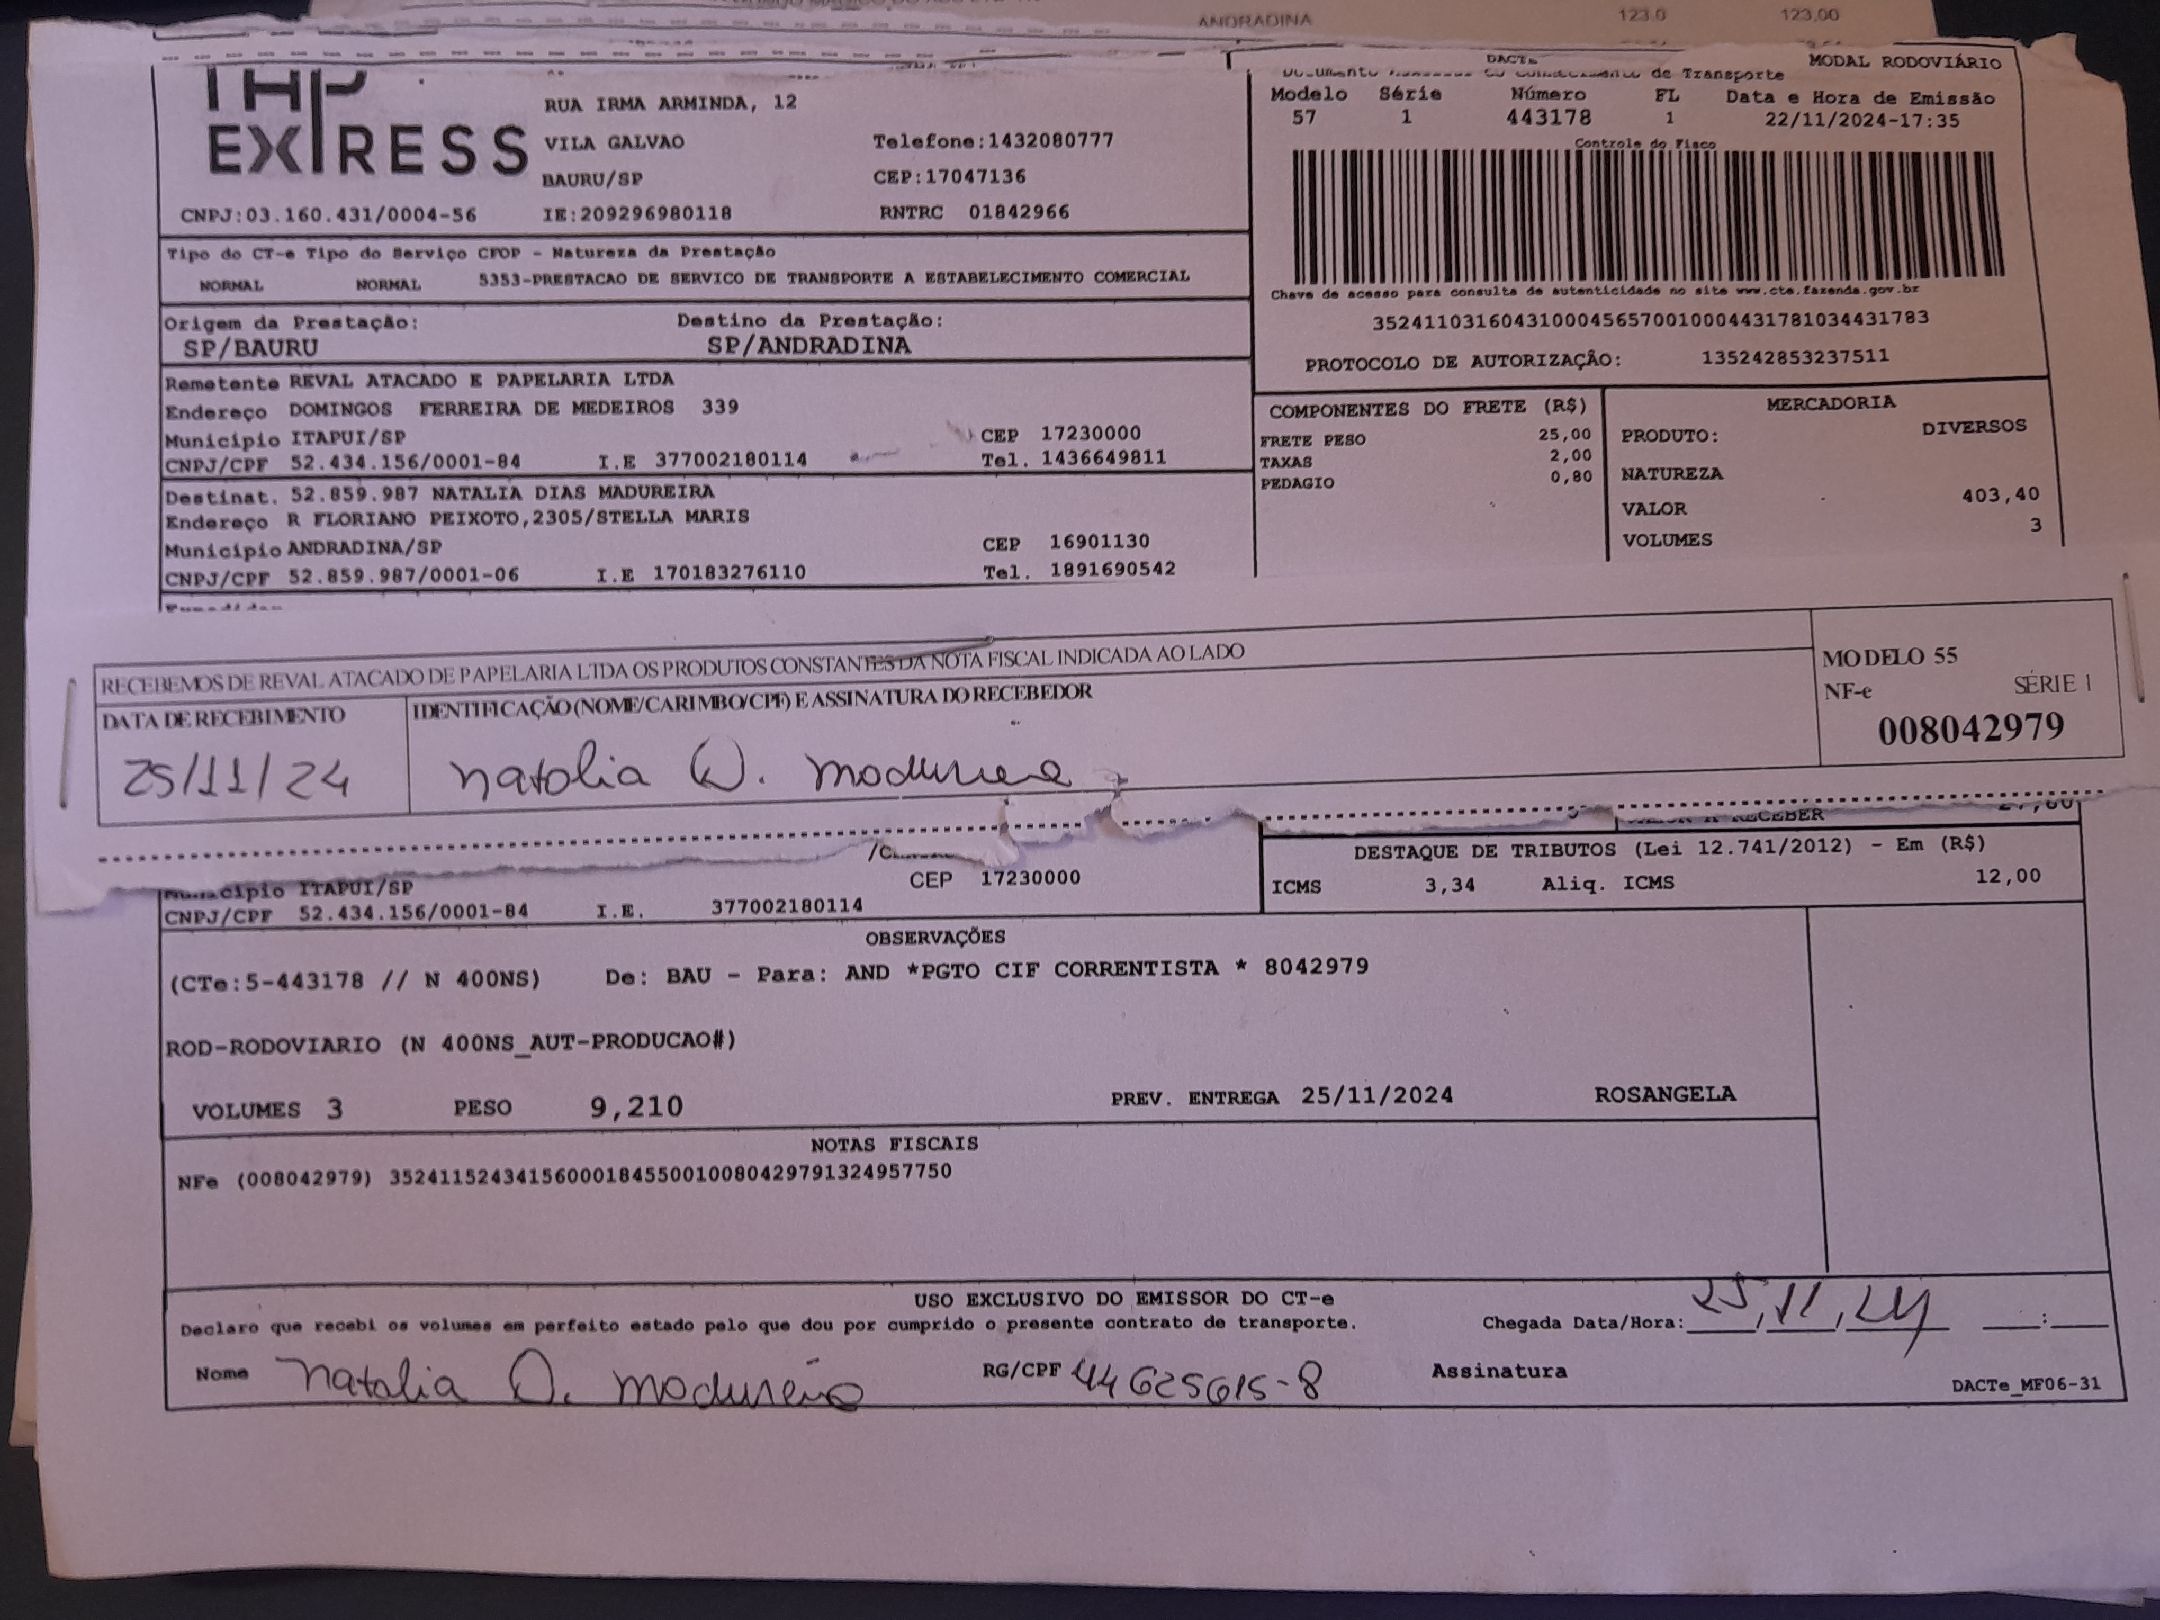 ANDRADINA 123,0 123,00
DACTe MODAL RODOVIÁRIO
de Transporte
THP
EXPRESS
RUA IRMA ARMINDA, 12
VILA GALVAO Telefone:1432080777
BAURU/SP CEP:17047136
CNPJ:03.160.431/0004-56 IE:209296980118 RNTRC 01842966
Modelo Série Número FL Data e Hora de Emissão
57 1 443178 1 22/11/2024-17:35
Controle do Fisco
Chave de acesso para consulta de autenticidade no site www.cte.fazenda.gov.br
35241103160431000456570010004431781034431783
PROTOCOLO DE AUTORIZAÇÃO: 135242853237511
Tipo do CT-e Tipo do Serviço CFOP - Natureza da Prestação
NORMAL NORMAL 5353-PRESTACAO DE SERVICO DE TRANSPORTE A ESTABELECIMENTO COMERCIAL
Origem da Prestação: Destino da Prestação:
SP/BAURU SP/ANDRADINA
Remetente REVAL ATACADO E PAPELARIA LTDA
Endereço DOMINGOS FERREIRA DE MEDEIROS 339
Municipio ITAPUI/SP CEP 17230000
CNPJ/CPF 52.434.156/0001-84 I.E 377002180114 Tel. 1436649811
Destinat. 52.859.987 NATALIA DIAS MADUREIRA
Endereço R FLORIANO PEIXOTO,2305/STELLA MARIS
Municipio ANDRADINA/SP CEP 16901130
CNPJ/CPF 52.859.987/0001-06 I.E 170183276110 Tel. 1891690542
COMPONENTES DO FRETE (R$)
FRETE PESO 25,00
TAXAS 2,00
PEDAGIO 0,80
MERCADORIA
PRODUTO: DIVERSOS
NATUREZA
VALOR 403,40
VOLUMES 3
RECEBEMOS DE REVAL ATACADO DE PAPELARIA LTDA OS PRODUTOS CONSTANTES DA NOTA FISCAL INDICADA AO LADO
DATA DE RECEBIMENTO IDENTIFICAÇÃO (NOME/CARIMBO/CPF) E ASSINATURA DO RECEBEDOR
25/11/24 Natalia D. Madureira
MODELO 55
NF-e SÉRIE 1
008042979
A RECEBER 27,80
DESTAQUE DE TRIBUTOS (Lei 12.741/2012) - Em (R$)
ICMS 3,34 Aliq. ICMS 12,00
Municipio ITAPUI/SP CEP 17230000
CNPJ/CPF 52.434.156/0001-84 I.E. 377002180114
OBSERVAÇÕES
(CTe:5-443178 // N 400NS) De: BAU - Para: AND *PGTO CIF CORRENTISTA * 8042979
ROD-RODOVIARIO (N 400NS_AUT-PRODUCAO#)
VOLUMES 3 PESO 9,210 PREV. ENTREGA 25/11/2024 ROSANGELA
NOTAS FISCAIS
NFe (008042979) 35241152434156000184550010080429791324957750
USO EXCLUSIVO DO EMISSOR DO CT-e
Declaro que recebi os volumes em perfeito estado pelo que dou por cumprido o presente contrato de transporte. Chegada Data/Hora: 25/11/24 __:__
Nome Natalia D. Madureira RG/CPF 44625615-8 Assinatura
DACTe_MF06-31